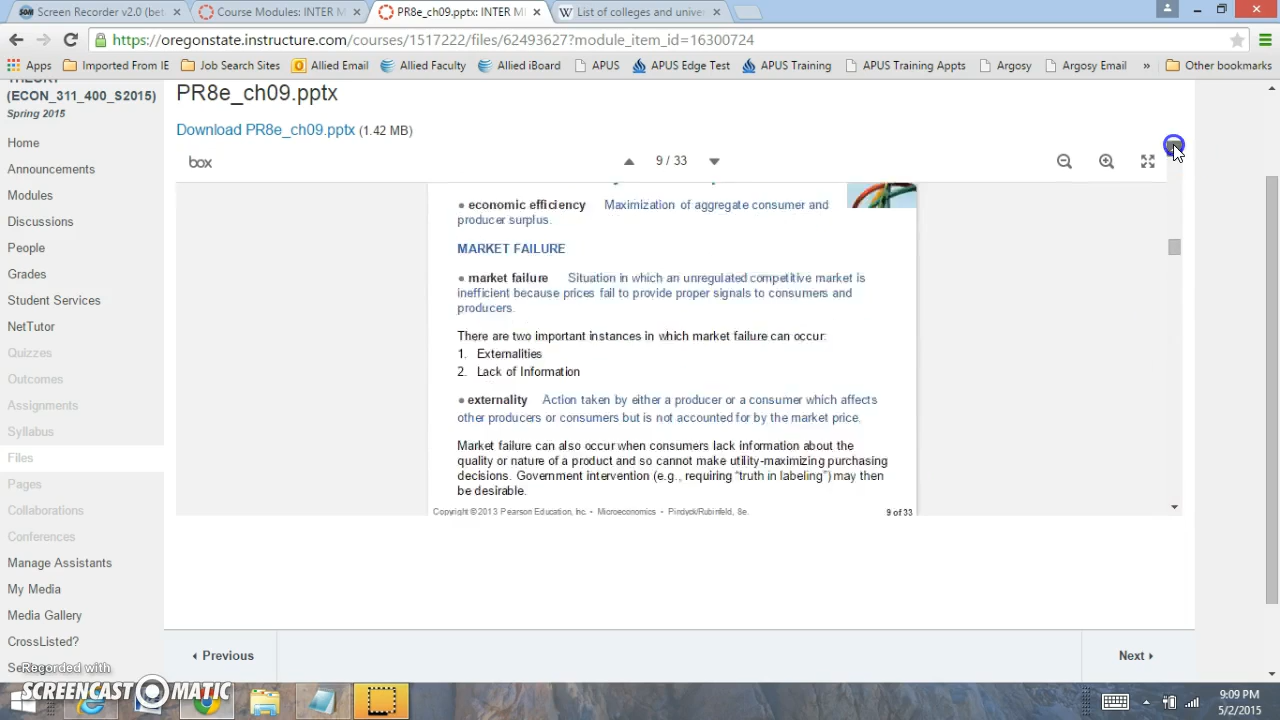 Screen Recorder v2.0 (bet
Course Modules: INTER M
PR8e_ch09.pptx: INTER MI
List of colleges and univer
https://oregonstate.instructure.com/courses/1517222/files/62493627?module_item_id=16300724
Apps
Imported From IE
Job Search Sites
Allied Email
Allied Faculty
Allied iBoard
APUS
APUS Edge Test
APUS Training
APUS Training Appts
Argosy
Argosy Email
»
Other bookmarks
THEORY
(ECON_311_400_S2015)
Spring 2015
Home
Announcements
Modules
Discussions
People
Grades
Student Services
NetTutor
Quizzes
Outcomes
Assignments
Syllabus
Files
Pages
Collaborations
Conferences
Manage Assistants
My Media
Media Gallery
CrossListed?
PR8e_ch09.pptx
Download PR8e_ch09.pptx (1.42 MB)
box
9 / 33
● economic efficiency Maximization of aggregate consumer and
producer surplus.
MARKET FAILURE
● market failure Situation in which an unregulated competitive market is
inefficient because prices fail to provide proper signals to consumers and
producers.
There are two important instances in which market failure can occur:
1. Externalities
2. Lack of Information
● externality Action taken by either a producer or a consumer which affects
other producers or consumers but is not accounted for by the market price.
Market failure can also occur when consumers lack information about the
quality or nature of a product and so cannot make utility-maximizing purchasing
decisions. Government intervention (e.g., requiring “truth in labeling”) may then
be desirable.
Copyright © 2013 Pearson Education, Inc. • Microeconomics • Pindyck/Rubinfeld, 8e.
9 of 33
Previous
Next
Recorded with
SCREENCAST MATIC
9:09 PM
5/2/2015